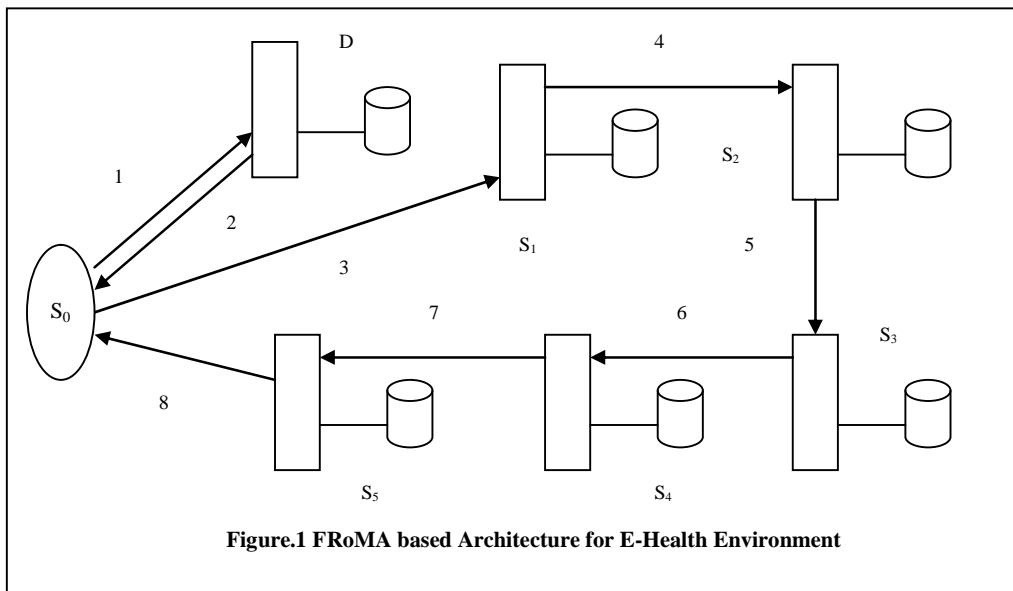 D
4
1
S₂
2
S₁
5
3
S₀
7
6
S₃
8
S₅
S₄
Figure.1 FRoMA based Architecture for E-Health Environment